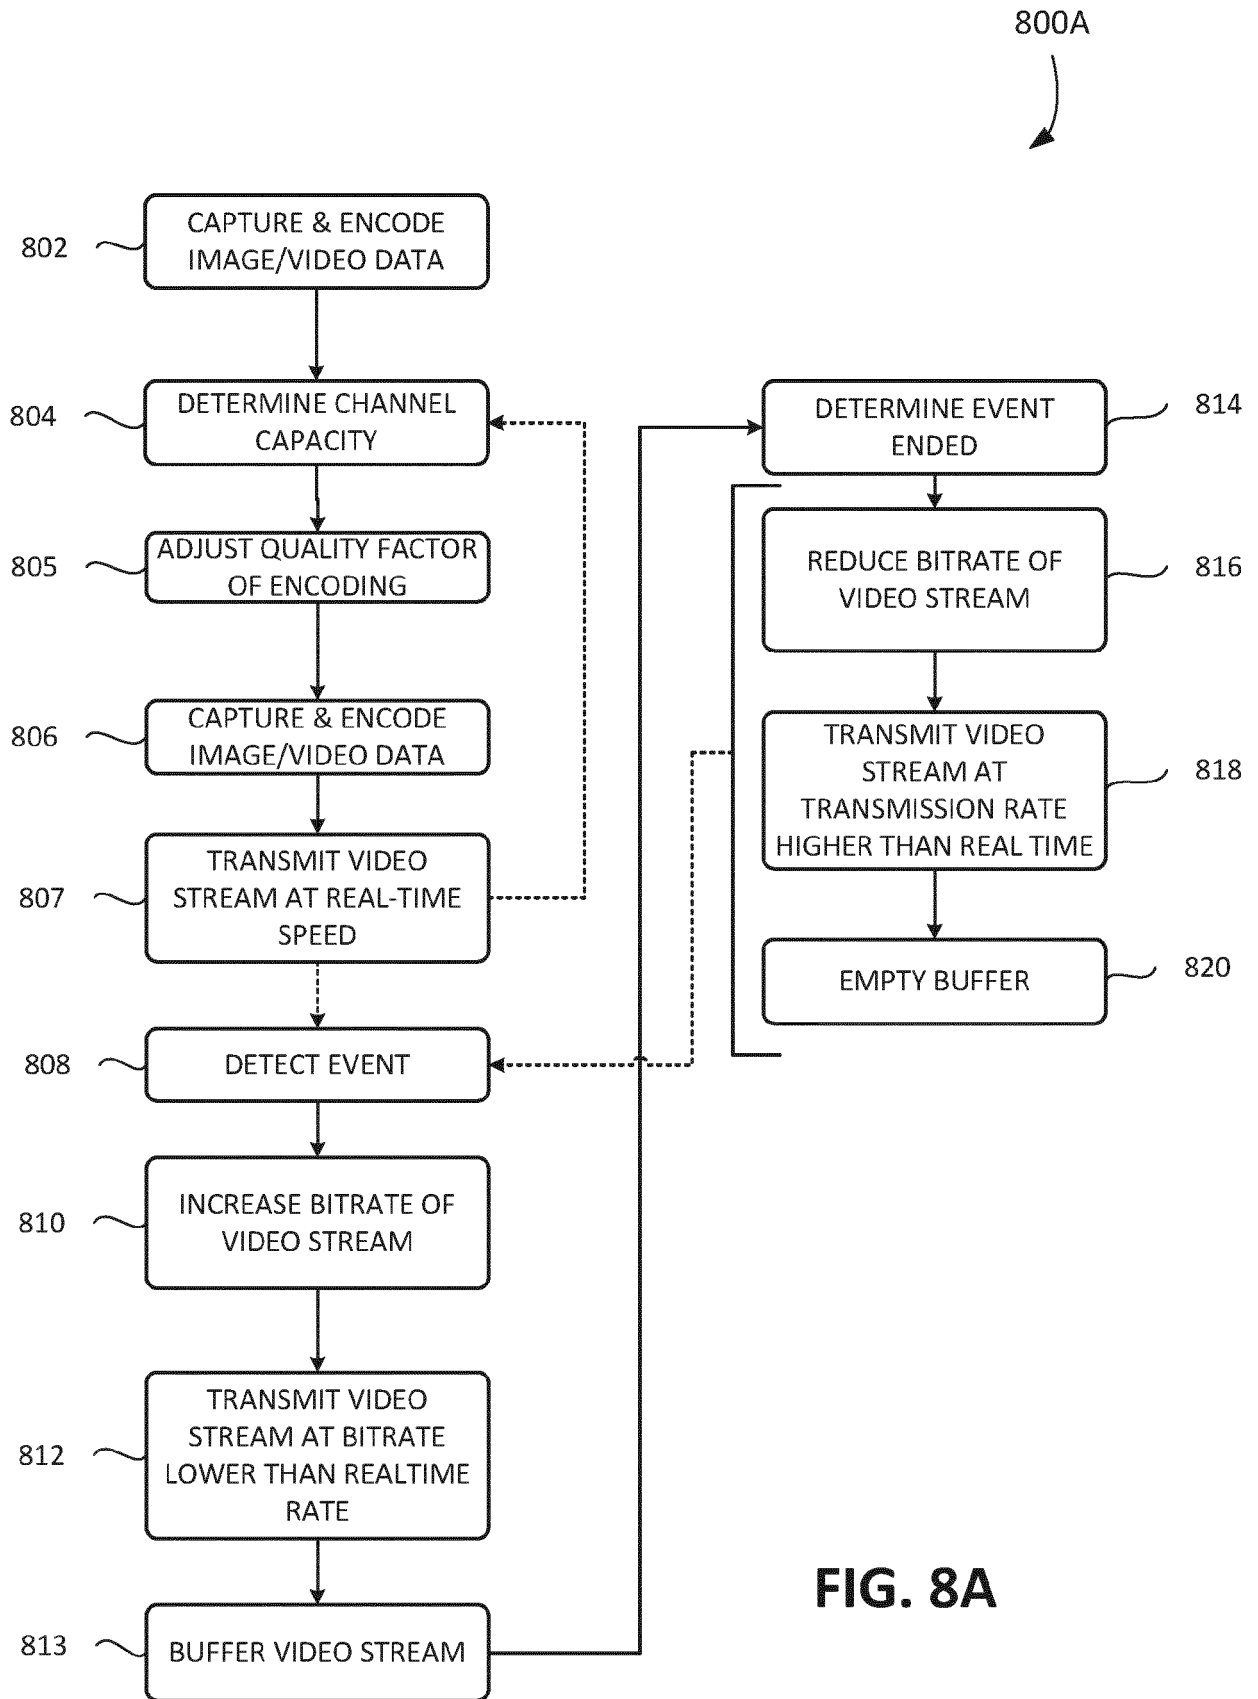 800A
802
CAPTURE & ENCODE
IMAGE/VIDEO DATA
804
DETERMINE CHANNEL
CAPACITY
805
ADJUST QUALITY FACTOR
OF ENCODING
806
CAPTURE & ENCODE
IMAGE/VIDEO DATA
807
TRANSMIT VIDEO
STREAM AT REAL-TIME
SPEED
808
DETECT EVENT
810
INCREASE BITRATE OF
VIDEO STREAM
812
TRANSMIT VIDEO
STREAM AT BITRATE
LOWER THAN REALTIME
RATE
813
BUFFER VIDEO STREAM
DETERMINE EVENT
ENDED
814
REDUCE BITRATE OF
VIDEO STREAM
816
TRANSMIT VIDEO
STREAM AT
TRANSMISSION RATE
HIGHER THAN REAL TIME
818
EMPTY BUFFER
820
FIG. 8A